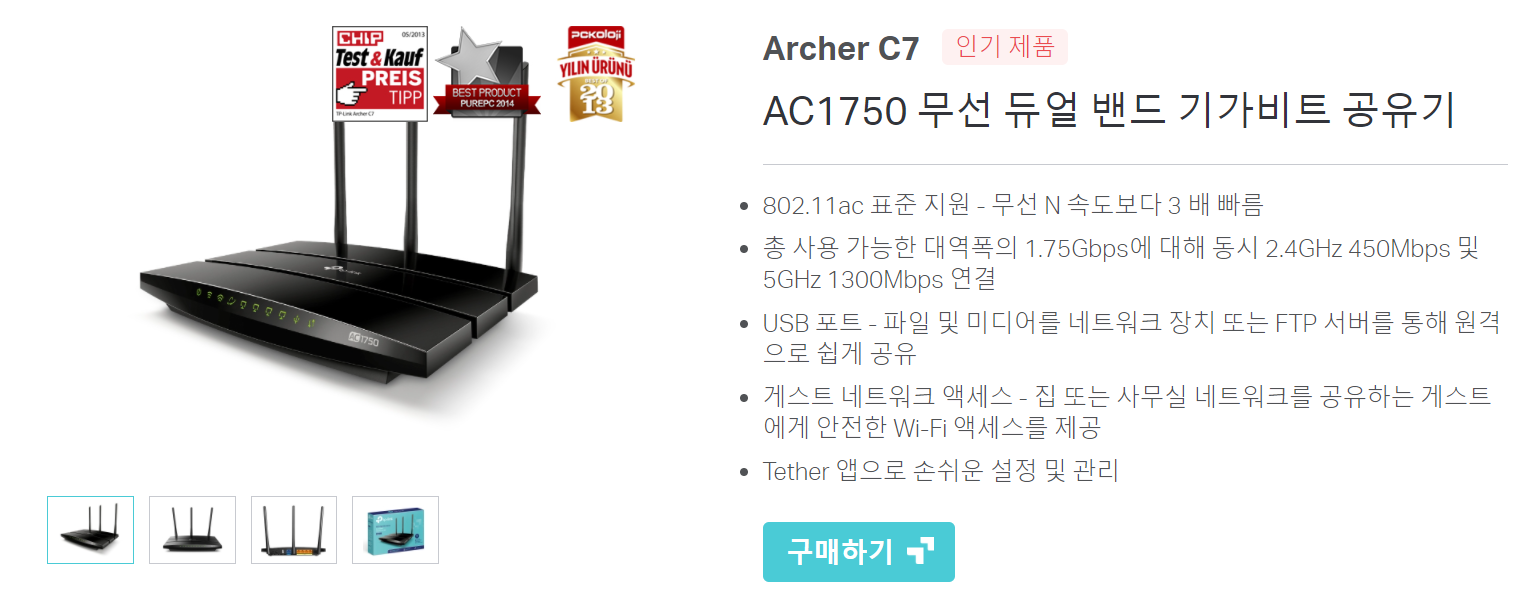 CHIP
05/2013
Test & Kauf
PREIS
TIPP
TP-Link Archer C7
BEST PRODUCT
PUREPC 2014
pckoloji
YILIN ÜRÜNÜ
BEST OF
2013
tp-link
AC1750
Archer C7 인기 제품
AC1750 무선 듀얼 밴드 기가비트 공유기
802.11ac 표준 지원 - 무선 N 속도보다 3 배 빠름
총 사용 가능한 대역폭의 1.75Gbps에 대해 동시 2.4GHz 450Mbps 및
5GHz 1300Mbps 연결
USB 포트 - 파일 및 미디어를 네트워크 장치 또는 FTP 서버를 통해 원격
으로 쉽게 공유
게스트 네트워크 액세스 - 집 또는 사무실 네트워크를 공유하는 게스트
에게 안전한 Wi-Fi 액세스를 제공
Tether 앱으로 손쉬운 설정 및 관리
구매하기